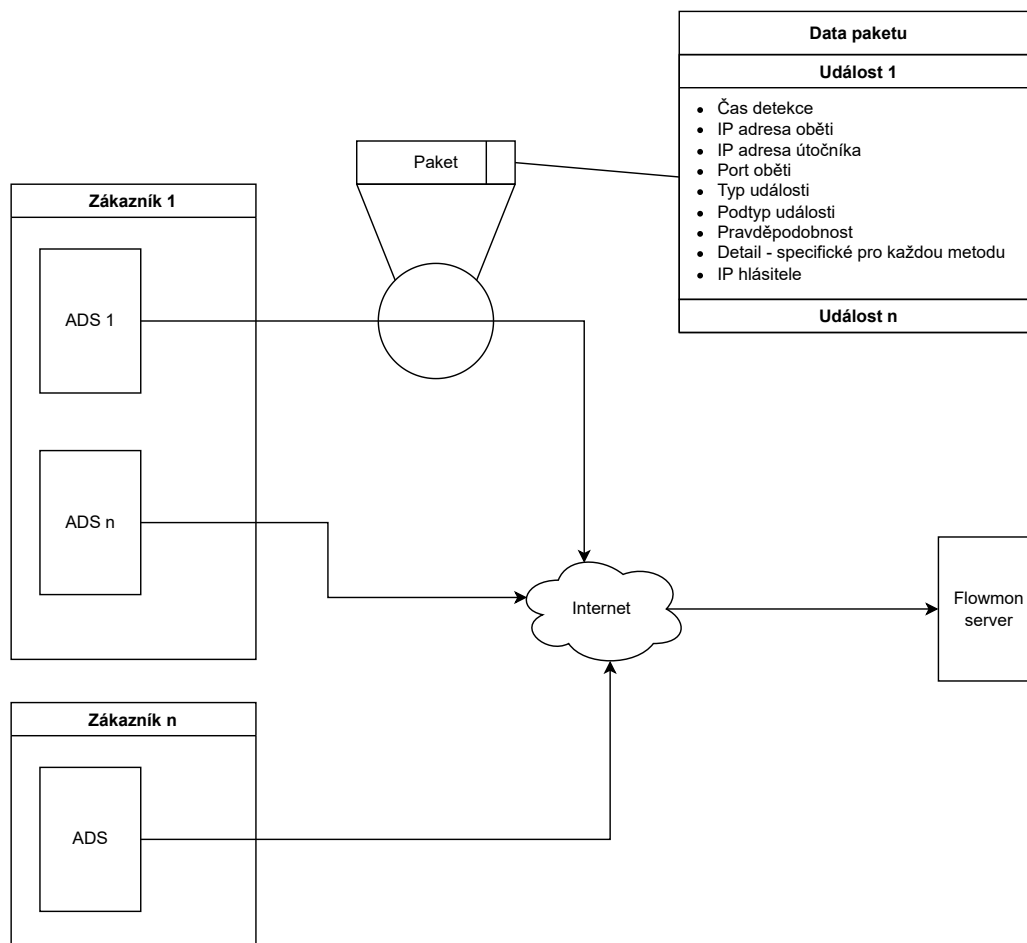 Data paketu
Událost 1
Čas detekce
IP adresa oběti
IP adresa útočníka
Port oběti
Typ události
Podtyp události
Pravděpodobnost
Detail - specifické pro každou metodu
IP hlásitele
Událost n
Paket
Zákazník 1
ADS 1
ADS n
Internet
Flowmon
server
Zákazník n
ADS